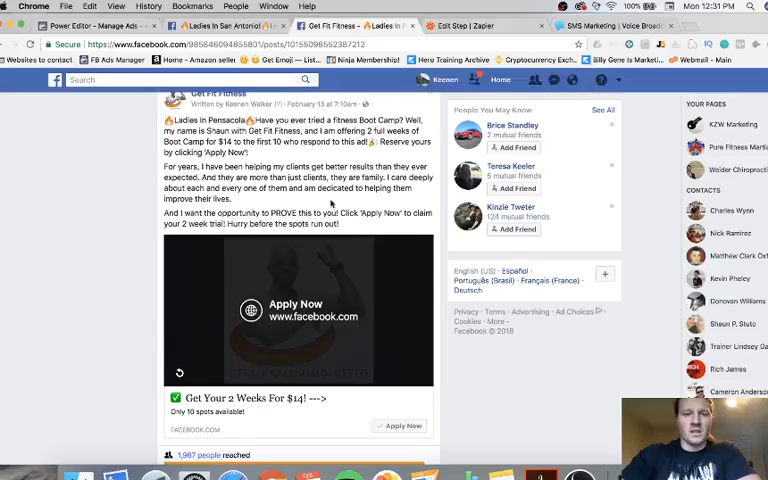 Chrome File Edit View History Bookmarks People Window Help
100% Mon 12:31 PM
Power Editor - Manage Ads -
🔥Ladies In San Antonio!🔥
Get Fit Fitness - 🔥Ladies In P
Edit Step | Zapier
SMS Marketing | Voice Broadc
Secure https://www.facebook.com/985846094855801/posts/10155096552387212
Websites to contact FB Ads Manager Home - Amazon seller Get Emoji — List... Ninja Membership! Hero Training Archive Cryptocurrency Exch Billy Gene Is Marketi... Webmail - Main
Search
Keenen Home
Get Fit Fitness
Written by Keenen Walker [?] · February 13 at 7:10am ·
🔥Ladies In Pensacola🔥Have you ever tried a fitness Boot Camp? Well,
my name is Shaun with Get Fit Fitness, and I am offering 2 full weeks of
Boot Camp for $14 to the first 10 who respond to this ad!🎉 Reserve yours
by clicking 'Apply Now'!
For years, I have been helping my clients get better results than they ever
expected. And they are more than just clients, they are family. I care deeply
about each and every one of them and am dedicated to helping them
improve their lives.
And I want the opportunity to PROVE this to you! Click 'Apply Now' to claim
your 2 week trial! Hurry before the spots run out!
Apply Now
www.facebook.com
✅ Get Your 2 Weeks For $14! --->
Only 10 spots available!
FACEBOOK.COM
Apply Now
1,967 people reached
People You May Know See All
Brice Standley
2 mutual friends
Add Friend
Teresa Keeler
5 mutual friends
Add Friend
Kinzie Tweter
124 mutual friends
Add Friend
English (US) · Español ·
Português (Brasil) · Français (France) ·
Deutsch
Privacy · Terms · Advertising · Ad Choices
Cookies · More
Facebook © 2018
YOUR PAGES
KZW Marketing
Pure Fitness Martia
Weider Chiropractic
CONTACTS
Charles Wynn
Nick Ramirez
Matthew Clark Ox
Kevin Pheley
Donovan Williams
Shaun P. Stuto
Trainer Lindsey Ga
Rich James
Cameron Anderso